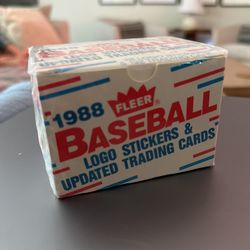 1988 FLEER
BASEBALL
LOGO STICKERS &
UPDATED TRADING CARDS